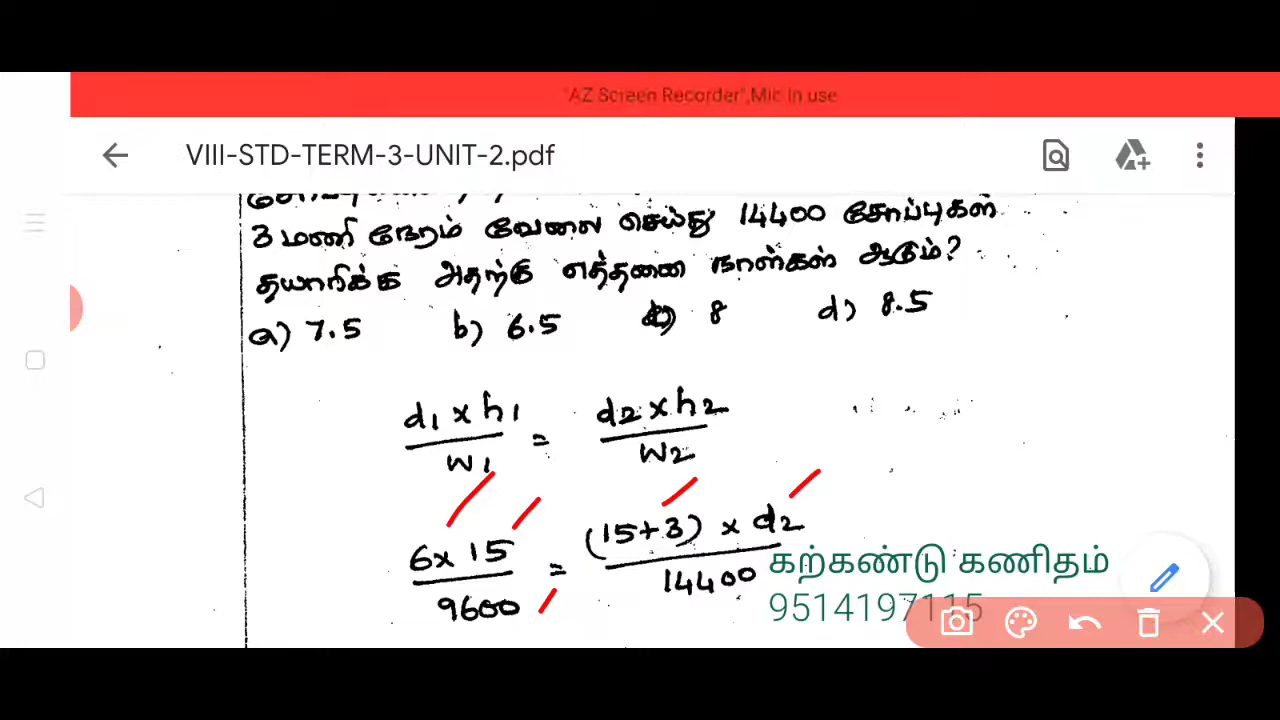 "AZ Screen Recorder",Mic in use
VIII-STD-TERM-3-UNIT-2.pdf
3 மணி நேரம் வேலை செய்து 14400 சோப்புகள்
தயாரிக்க அதற்கு எத்தனை நாள்கள் ஆகும்?
a) 7.5 b) 6.5 c) 8 d) 8.5
d1 x h1 / w1 = d2 x h2 / w2
6 x 15 / 9600 = (15+3) x d2 / 14400
கற்கண்டு கணிதம்
9514197115